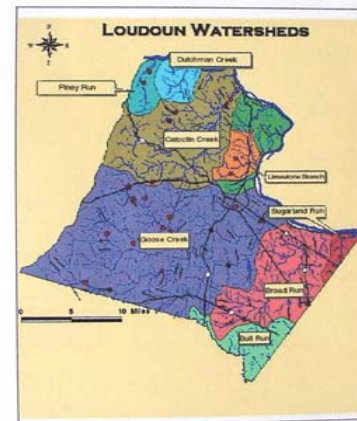 LOUDOUN WATERSHEDS
Dutchman Creek
Piney Run
Catoctin Creek
Limestone Branch
Sugarland Run
Goose Creek
Broad Run
Bull Run
0 10 Miles